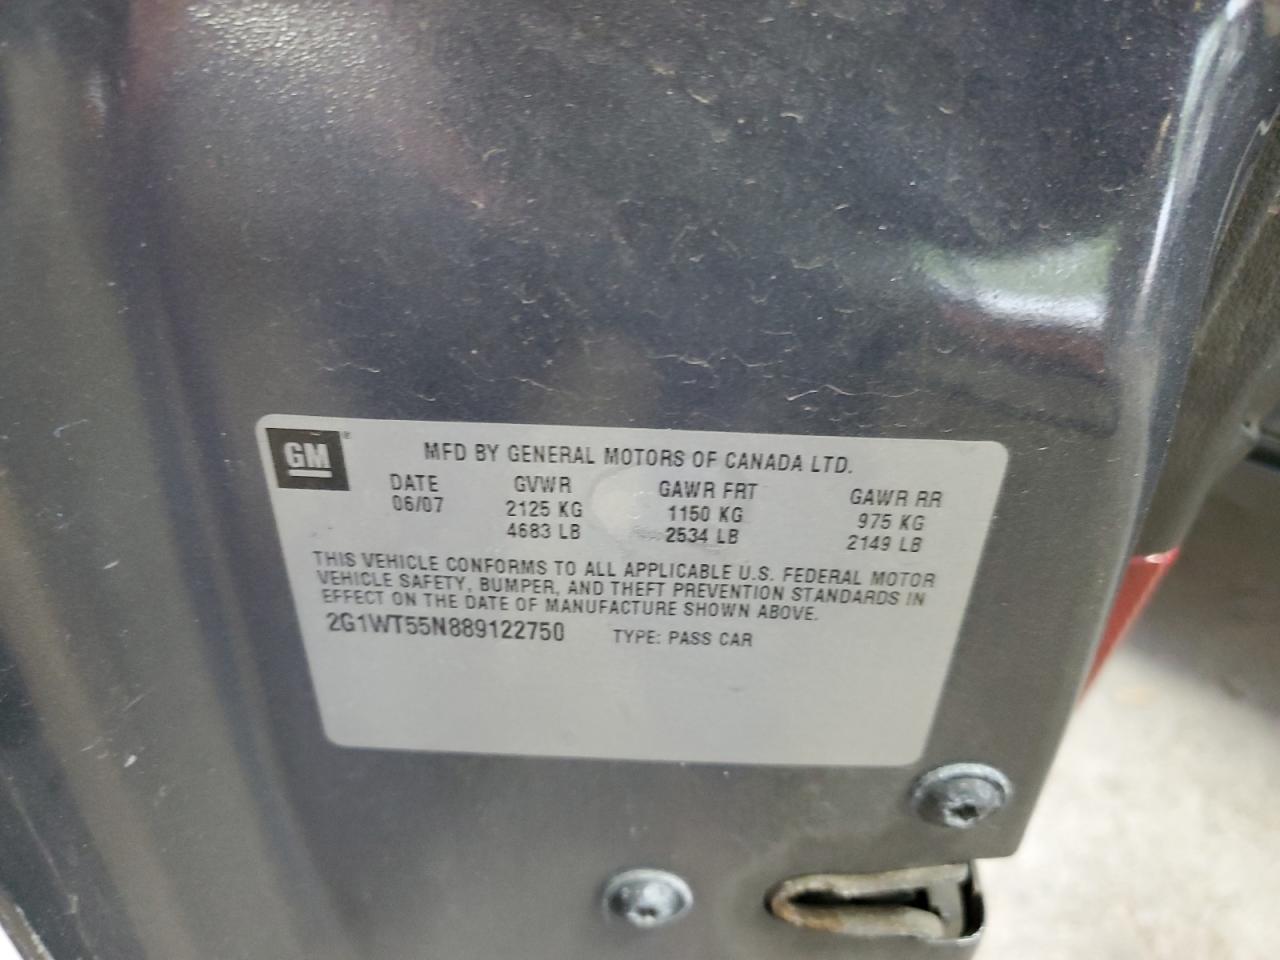 GM
MFD BY GENERAL MOTORS OF CANADA LTD.
DATE GVWR GAWR FRT GAWR RR
06/07 2125 KG 1150 KG 975 KG
4683 LB 2534 LB 2149 LB
THIS VEHICLE CONFORMS TO ALL APPLICABLE U.S. FEDERAL MOTOR
VEHICLE SAFETY, BUMPER, AND THEFT PREVENTION STANDARDS IN
EFFECT ON THE DATE OF MANUFACTURE SHOWN ABOVE.
2G1WT55N889122750 TYPE: PASS CAR